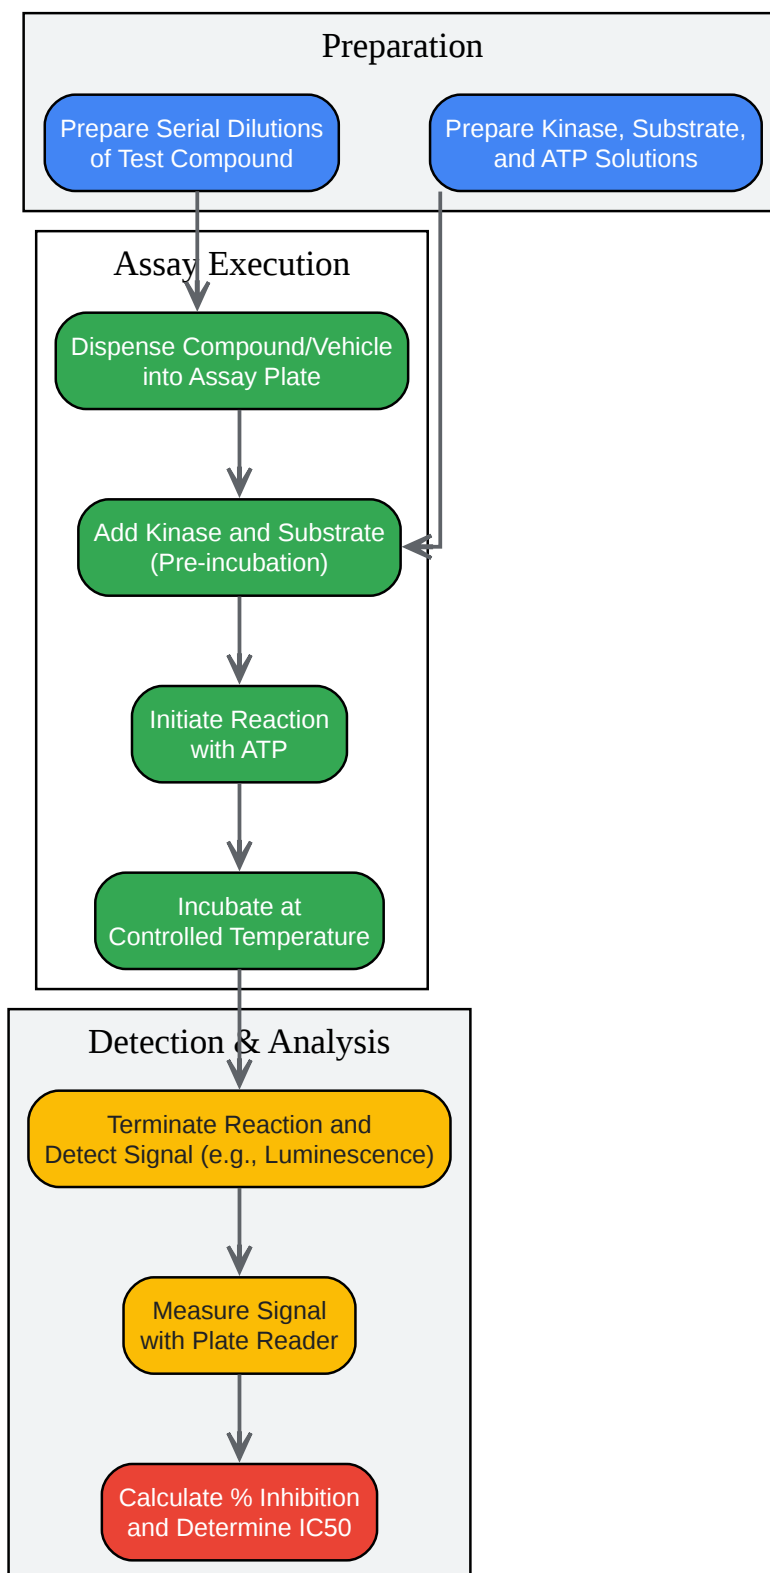 Preparation
Prepare Serial Dilutions
of Test Compound
Prepare Kinase, Substrate,
and ATP Solutions
Assay Execution
Dispense Compound/Vehicle
into Assay Plate
Add Kinase and Substrate
(Pre-incubation)
Initiate Reaction
with ATP
Incubate at
Controlled Temperature
Detection & Analysis
Terminate Reaction and
Detect Signal (e.g., Luminescence)
Measure Signal
with Plate Reader
Calculate % Inhibition
and Determine IC50